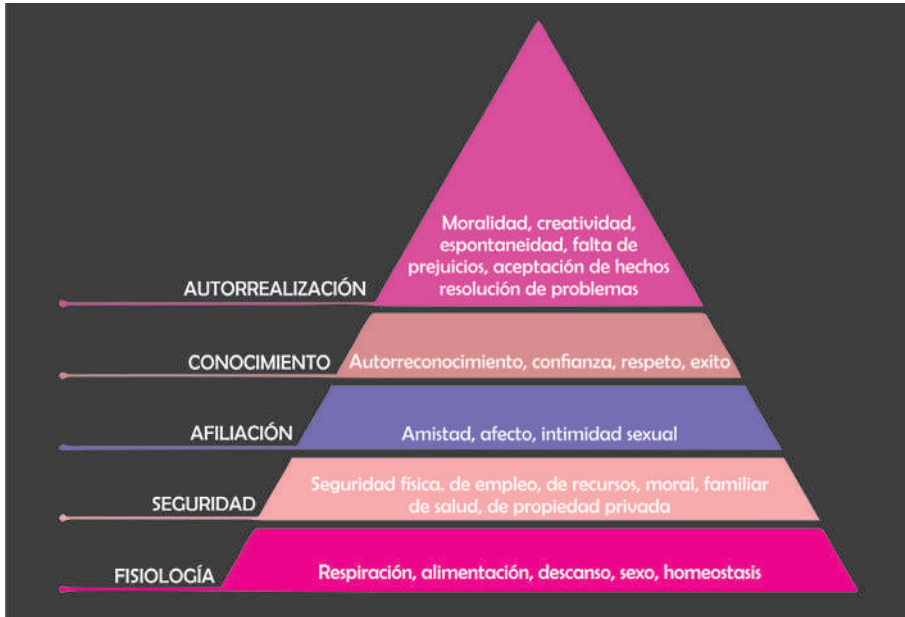 Moralidad, creatividad,
espontaneidad, falta de
prejuicios, aceptación de hechos
resolución de problemas
AUTORREALIZACIÓN
CONOCIMIENTO
Autorreconocimiento, confianza, respeto, exito
AFILIACIÓN
Amistad, afecto, intimidad sexual
Seguridad física. de empleo, de recursos, moral, familiar
de salud, de propiedad privada
SEGURIDAD
FISIOLOGÍA
Respiración, alimentación, descanso, sexo, homeostasis